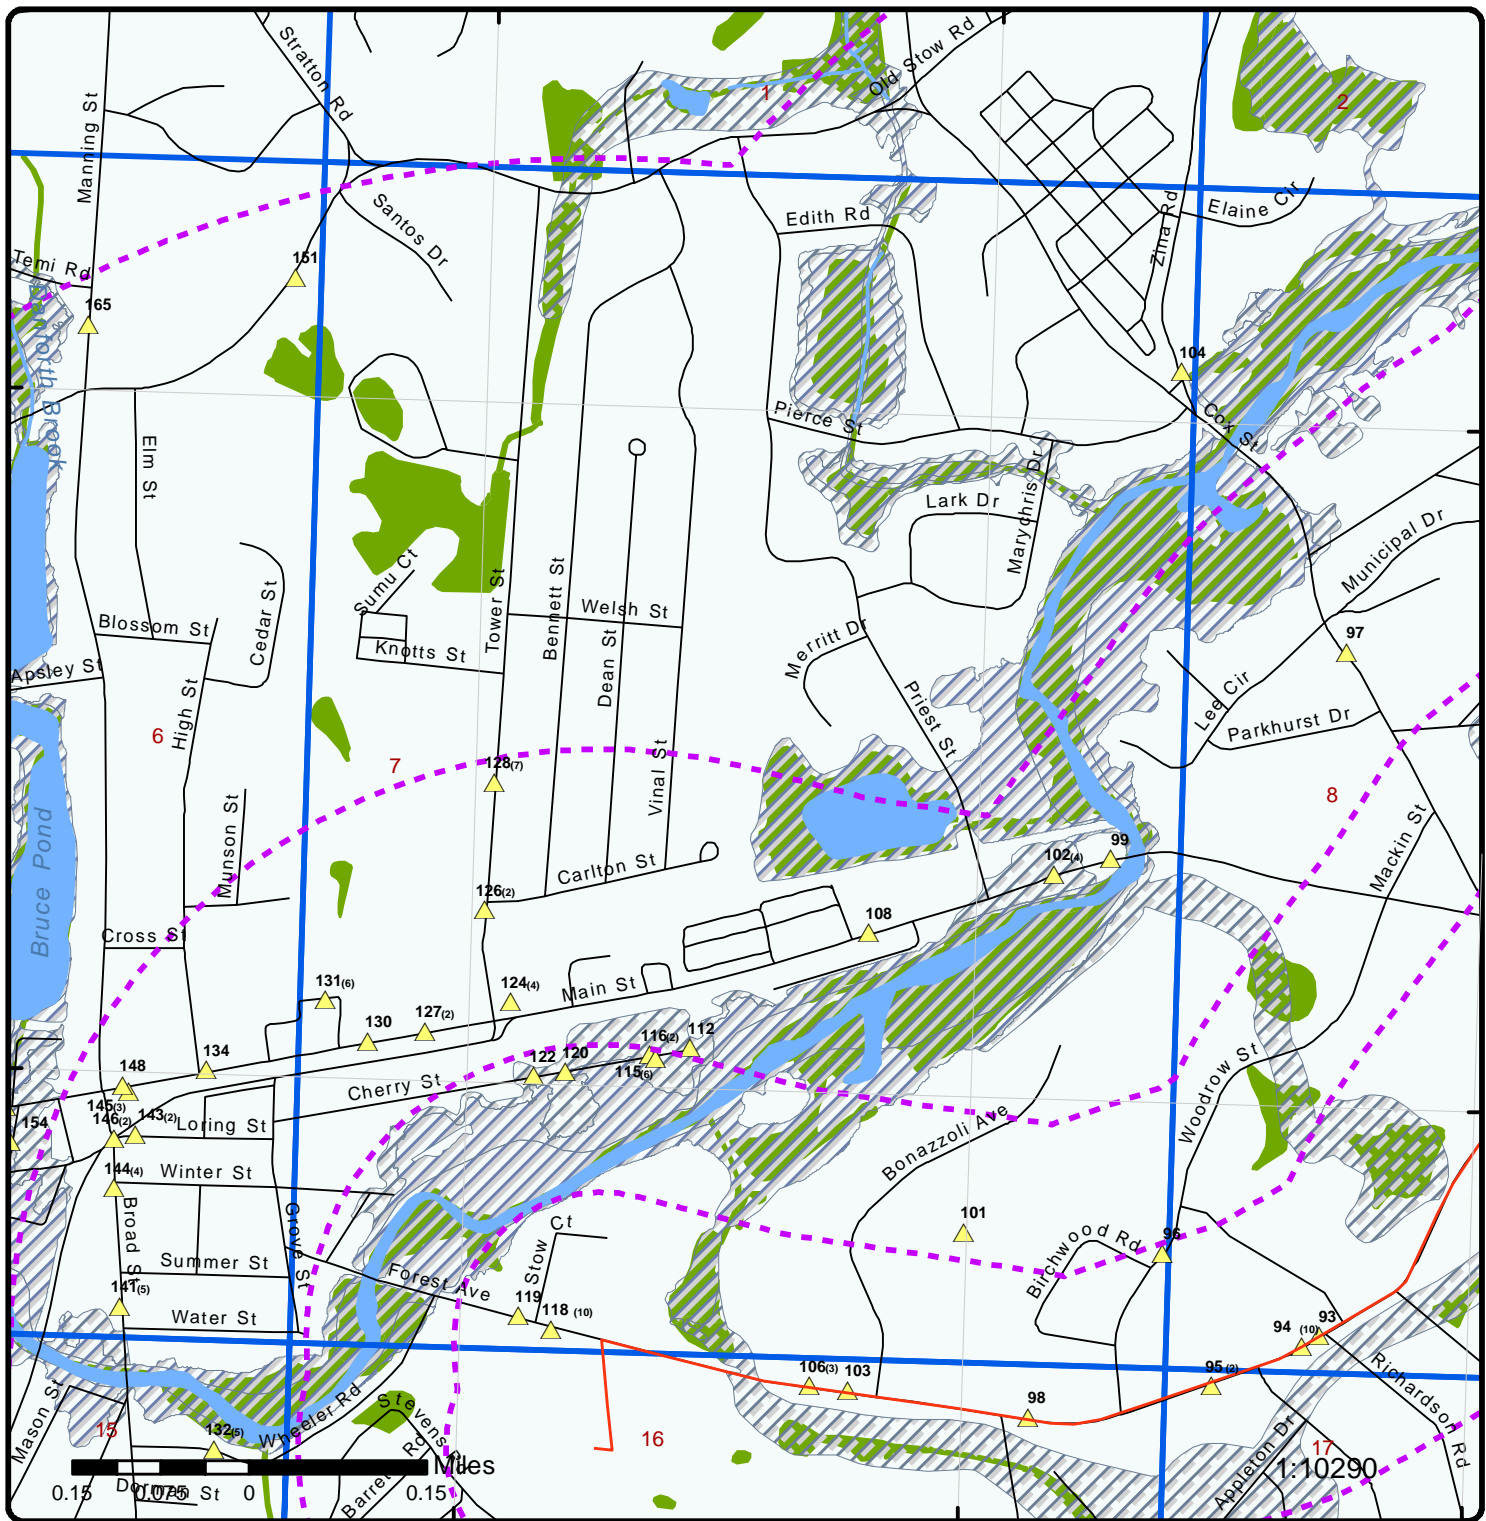 Stratton Rd
Old Stow Rd
1
2
Manning St
Santos Dr
Edith Rd
Zina Rd
Elaine Cir
Temi Rd
151
165
Danforth Brook
104
Pierce St
Cox St
Elm St
Marychris Dr
Lark Dr
Municipal Dr
Sumu Ct
Cedar St
Tower St
Bennett St
Welsh St
Blossom St
Knotts St
Dean St
Merritt Dr
97
Apsley St
High St
Priest St
Lee Cir
Parkhurst Dr
6
7
128(7)
Vinal St
8
Munson St
Bruce Pond
Mackin St
99
102(4)
Carlton St
126(2)
108
Cross St
131(6)
124(4)
Main St
127(2)
130
116(2)
112
134
148
122
120
115(6)
Cherry St
145(3)
146(2)
143(2)
154
Loring St
Woodrow St
Bonazzoli Ave
144(4)
Winter St
Broad St
Grove St
Stow Ct
101
Birchwood Rd
96
Summer St
Forest Ave
141(5)
Water St
119
118 (10)
93
94 (10)
95(2)
106(3)
103
98
Richardson Rd
Mason St
15
132(5)
Wheeler Rd
Stevens Rd
16
Appleton Dr
17
Miles
1:10290
0.15
0.075
0
0.15
Dorman St
Barrett Rd